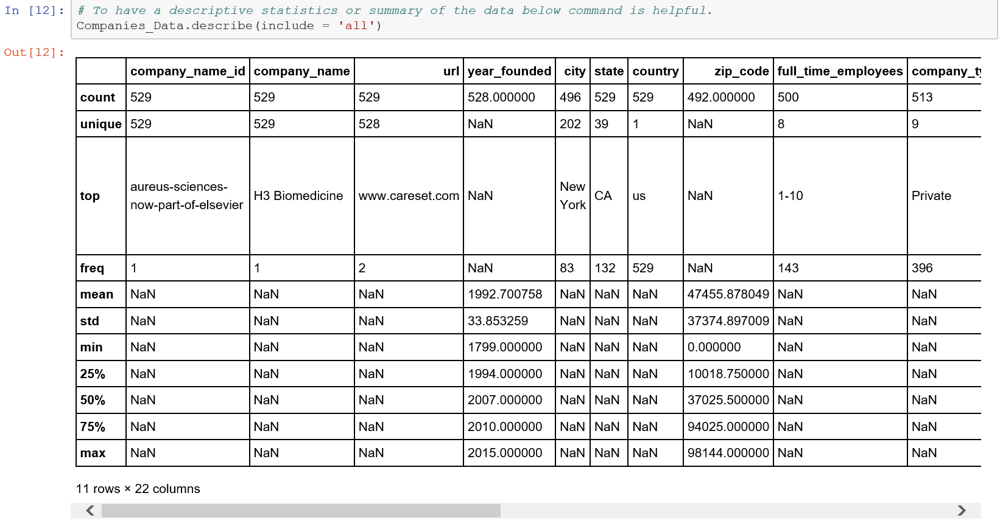 In [12]: # To have a descriptive statistics or summary of the data below command is helpful.
Companies_Data.describe(include = 'all')
Out[12]:
company_name_id company_name url year_founded city state country zip_code full_time_employees company_ty
count 529 529 529 528.000000 496 529 529 492.000000 500 513
unique 529 529 528 NaN 202 39 1 NaN 8 9
top aureus-sciences-now-part-of-elsevier H3 Biomedicine www.careset.com NaN New York CA us NaN 1-10 Private
freq 1 1 2 NaN 83 132 529 NaN 143 396
mean NaN NaN NaN 1992.700758 NaN NaN NaN 47455.878049 NaN NaN
std NaN NaN NaN 33.853259 NaN NaN NaN 37374.897009 NaN NaN
min NaN NaN NaN 1799.000000 NaN NaN NaN 0.000000 NaN NaN
25% NaN NaN NaN 1994.000000 NaN NaN NaN 10018.750000 NaN NaN
50% NaN NaN NaN 2007.000000 NaN NaN NaN 37025.500000 NaN NaN
75% NaN NaN NaN 2010.000000 NaN NaN NaN 94025.000000 NaN NaN
max NaN NaN NaN 2015.000000 NaN NaN NaN 98144.000000 NaN NaN
11 rows × 22 columns